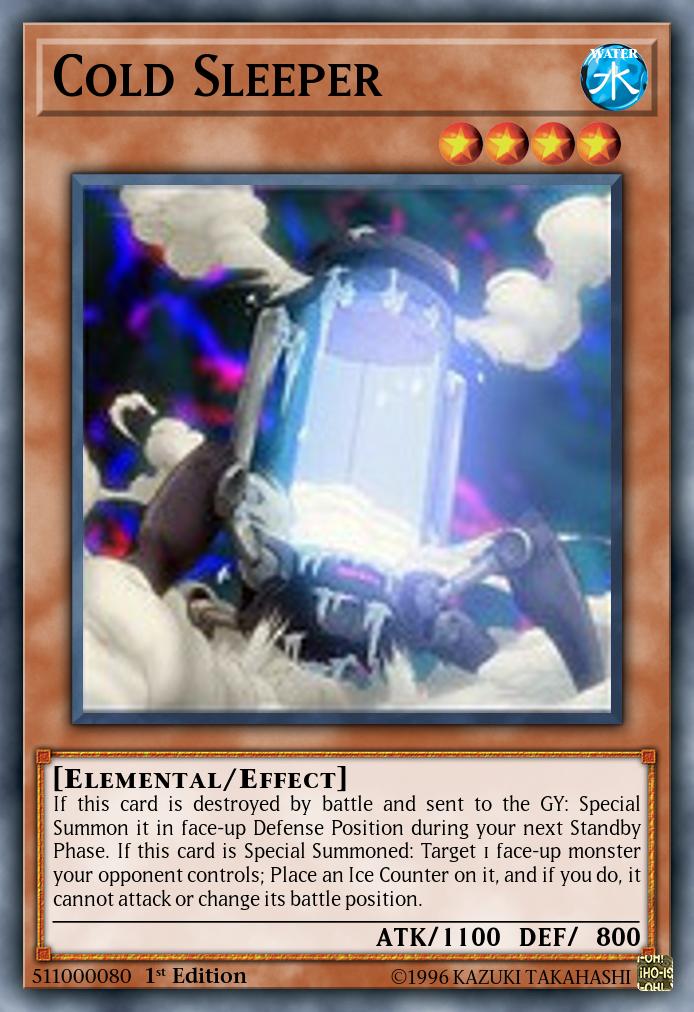 COLD SLEEPER
WATER
水
[ELEMENTAL/EFFECT]
If this card is destroyed by battle and sent to the GY: Special
Summon it in face-up Defense Position during your next Standby
Phase. If this card is Special Summoned: Target 1 face-up monster
your opponent controls; Place an Ice Counter on it, and if you do, it
cannot attack or change its battle position.
ATK/1100 DEF/ 800
511000080 1st Edition ©1996 KAZUKI TAKAHASHI